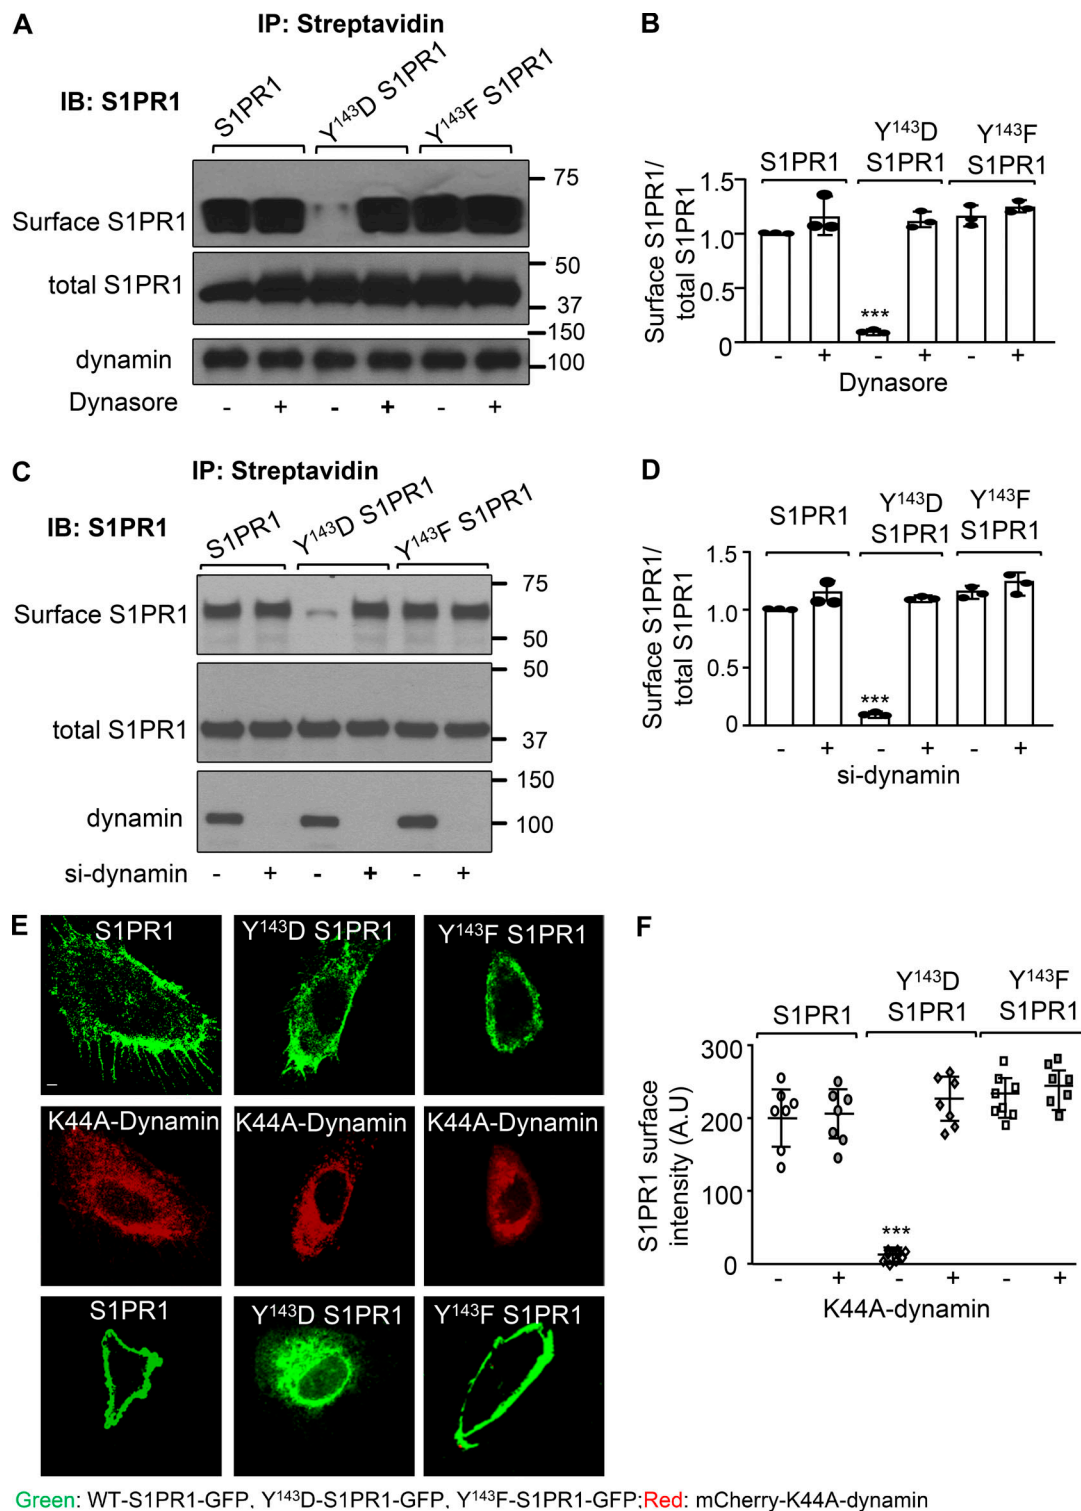 A
IP: Streptavidin
IB: S1PR1
S1PR1
Y¹⁴³D S1PR1
Y¹⁴³F S1PR1
Surface S1PR1
75
total S1PR1
50
37
dynamin
150
100
Dynasore - + - + - +
B
Surface S1PR1/
total S1PR1
S1PR1
Y¹⁴³D
S1PR1
Y¹⁴³F
S1PR1
1.5
1.0
0.5
0
***
- + - + - +
Dynasore
C
IP: Streptavidin
IB: S1PR1
S1PR1
Y¹⁴³D S1PR1
Y¹⁴³F S1PR1
Surface S1PR1
75
50
total S1PR1
50
37
dynamin
150
100
si-dynamin - + - + - +
D
Surface S1PR1/
total S1PR1
S1PR1
Y¹⁴³D
S1PR1
Y¹⁴³F
S1PR1
1.5
1.0
0.5
0
***
- + - + - +
si-dynamin
E
S1PR1
Y¹⁴³D S1PR1
Y¹⁴³F S1PR1
K44A-Dynamin
K44A-Dynamin
K44A-Dynamin
S1PR1
Y¹⁴³D S1PR1
Y¹⁴³F S1PR1
F
S1PR1 surface
intensity (A.U)
S1PR1
Y¹⁴³D
S1PR1
Y¹⁴³F
S1PR1
300
200
100
0
***
- + - + - +
K44A-dynamin
Green: WT-S1PR1-GFP, Y¹⁴³D-S1PR1-GFP, Y¹⁴³F-S1PR1-GFP;Red: mCherry-K44A-dynamin